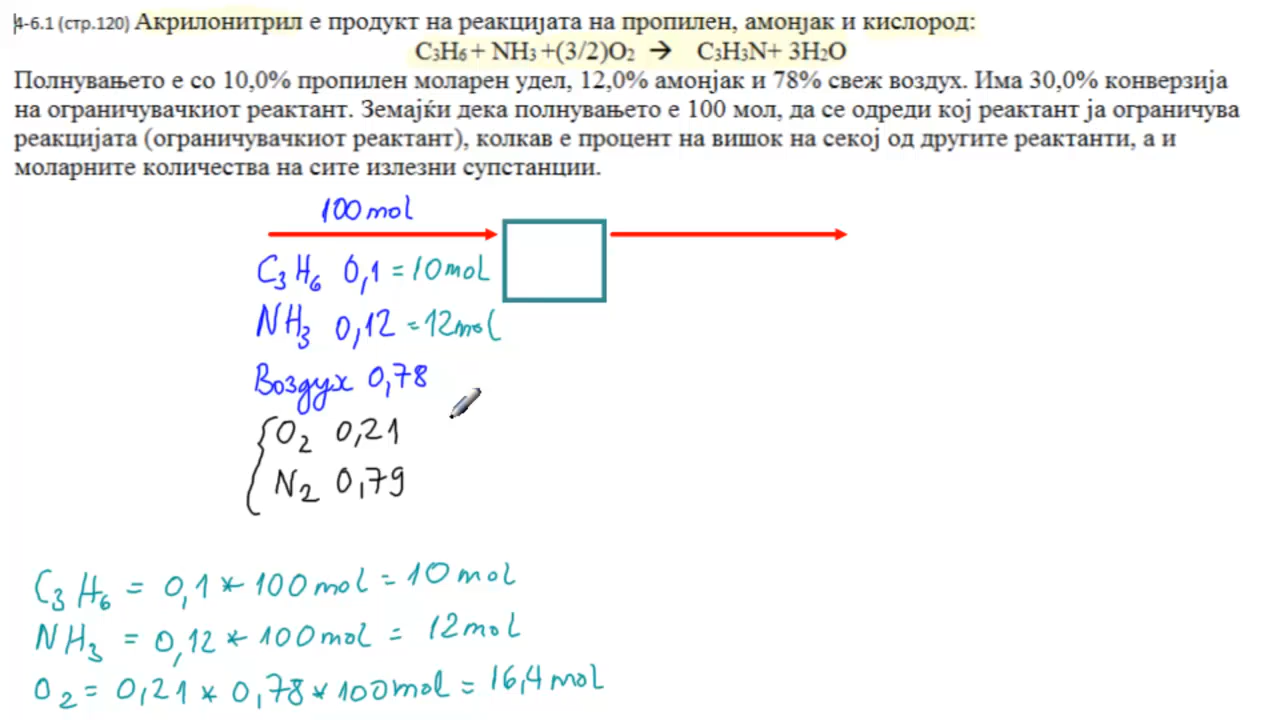 4-6.1 (стр.120) Акрилонитрил е продукт на реакцијата на пропилен, амонјак и кислород:
C₃H₆ + NH₃ +(3/2)O₂ → C₃H₃N+ 3H₂O
Полнувањето е со 10,0% пропилен моларен удел, 12,0% амонјак и 78% свеж воздух. Има 30,0% конверзија
на ограничувачкиот реактант. Земајќи дека полнувањето е 100 мол, да се одреди кој реактант ја ограничува
реакцијата (ограничувачкиот реактант), колкав е процент на вишок на секој од другите реактанти, а и
моларните количества на сите излезни супстанции.
100 mol
C₃H₆ 0,1 = 10 mol
NH₃ 0,12 = 12 mol
Воздух 0,78
O₂ 0,21
N₂ 0,79
C₃H₆ = 0,1 * 100 mol = 10 mol
NH₃ = 0,12 * 100 mol = 12 mol
O₂ = 0,21 * 0,78 * 100 mol = 16,4 mol